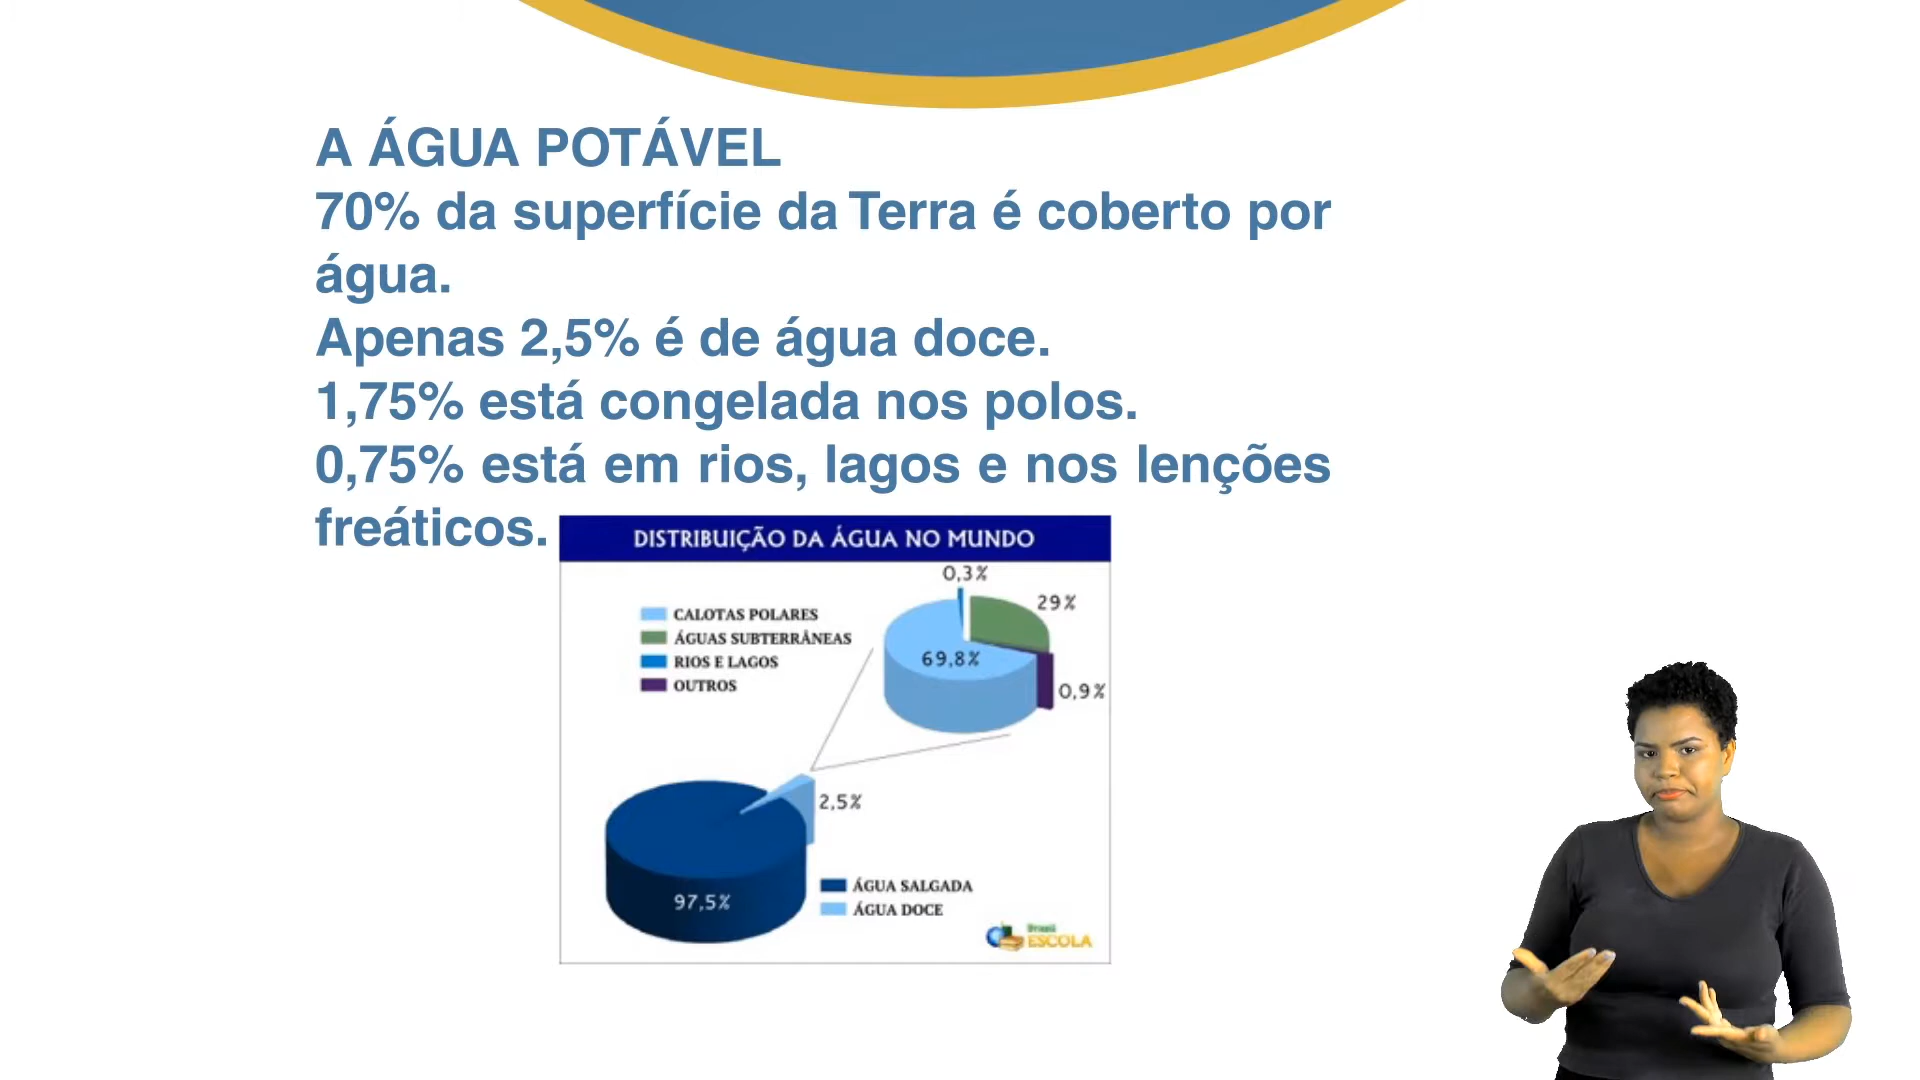 A ÁGUA POTÁVEL
70% da superfície da Terra é coberto por
água.
Apenas 2,5% é de água doce.
1,75% está congelada nos polos.
0,75% está em rios, lagos e nos lenções
freáticos.
DISTRIBUIÇÃO DA ÁGUA NO MUNDO
0,3%
29%
CALOTAS POLARES
ÁGUAS SUBTERRÂNEAS
RIOS E LAGOS
OUTROS
69,8%
0,9%
2,5%
97,5%
ÁGUA SALGADA
ÁGUA DOCE
Brasil
ESCOLA